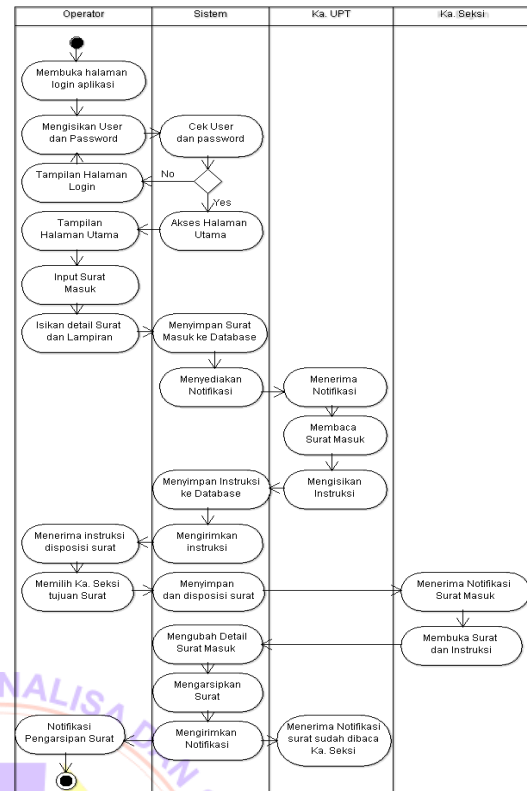 Operator
Sistem
Ka. UPT
Ka. Seksi
Membuka halaman
login aplikasi
Mengisikan User
dan Password
Cek User
dan password
Tampilan Halaman
Login
No
Yes
Tampilan
Halaman Utama
Akses Halaman
Utama
Input Surat
Masuk
Isikan detail Surat
dan Lampiran
Menyimpan Surat
Masuk ke Database
Menyediakan
Notifikasi
Menerima
Notifikasi
Membaca
Surat Masuk
Mengisikan
Instruksi
Menyimpan Instruksi
ke Database
Mengirimkan
instruksi
Menerima instruksi
disposisi surat
Memilih Ka. Seksi
tujuan Surat
Menyimpan
dan disposisi surat
Menerima Notifikasi
Surat Masuk
Membuka Surat
dan Instruksi
Mengubah Detail
Surat Masuk
Mengarsipkan
Surat
Mengirimkan
Notifikasi
Notifikasi
Pengarsipan Surat
Menerima Notifikasi
surat sudah dibaca
Ka. Seksi
NALISA DAN